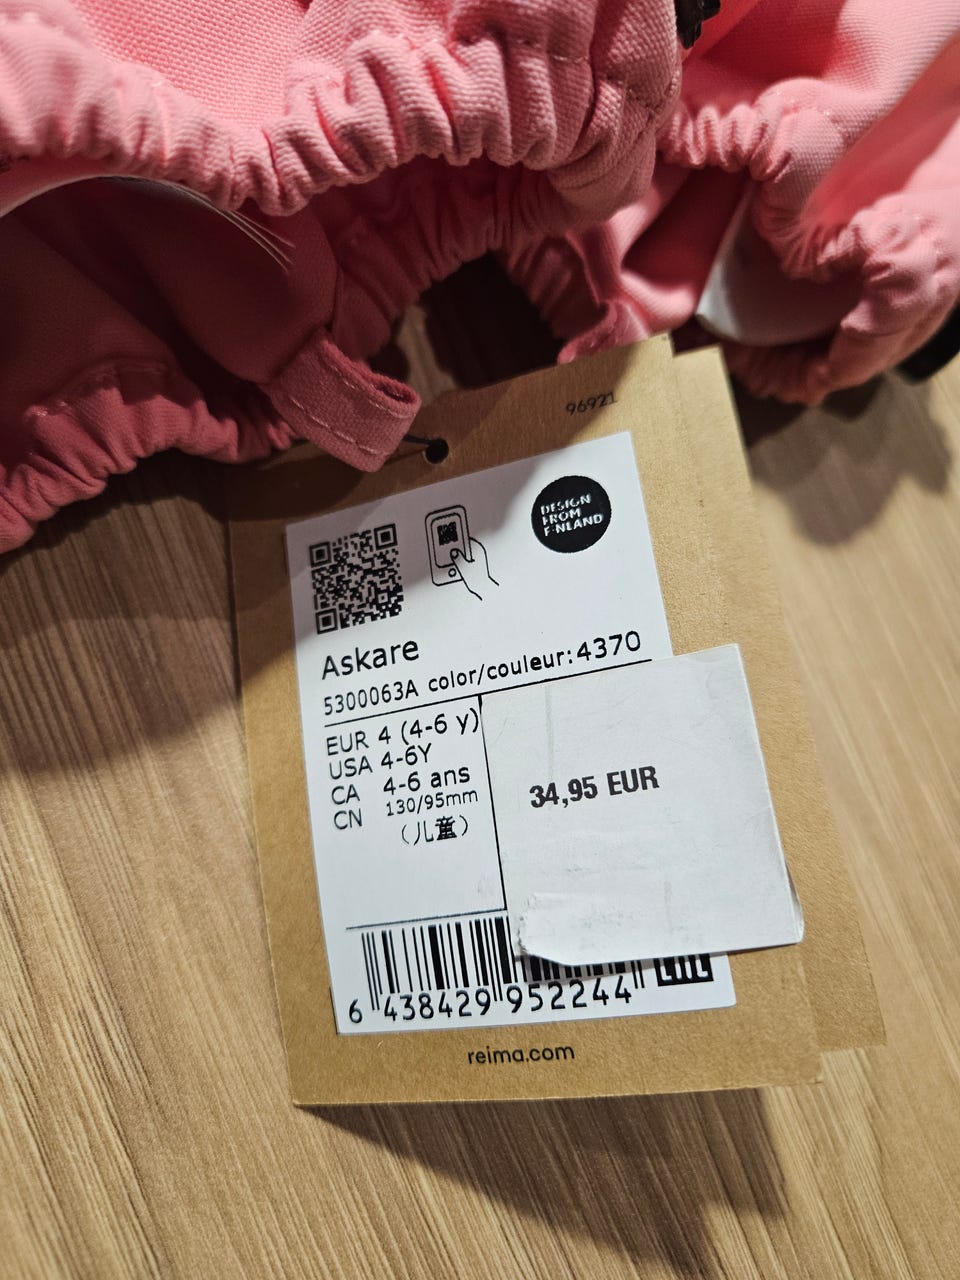 96921
DESIGN
FROM
FINLAND
Askare
5300063A color/couleur: 4370
EUR 4 (4-6 y)
USA 4-6Y
CA 4-6 ans
CN 130/95mm
（儿童）
34,95 EUR
6 438429 952244
reima.com